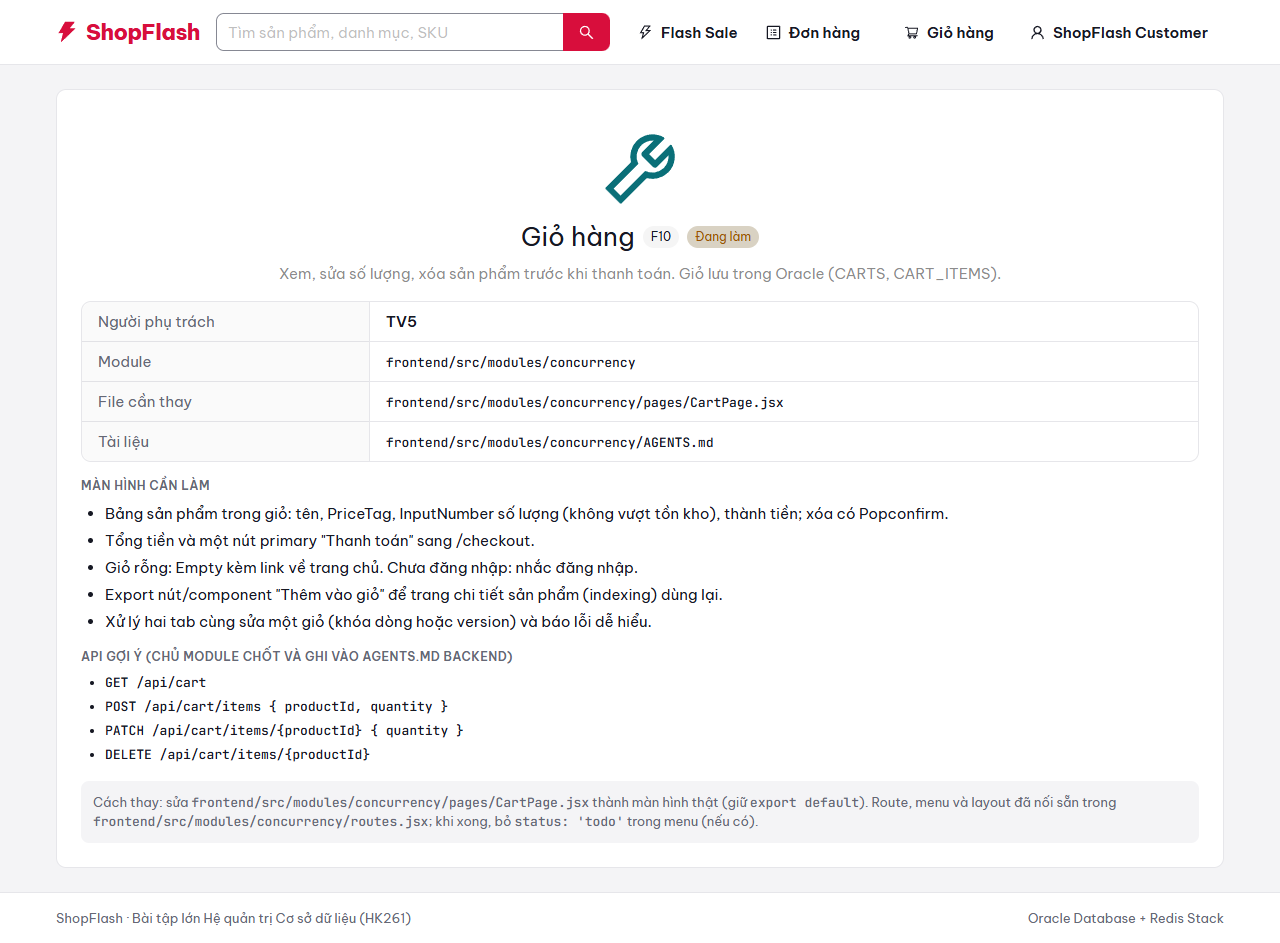 ShopFlash
Tìm sản phẩm, danh mục, SKU
Flash Sale
Đơn hàng
Giỏ hàng
ShopFlash Customer
Giỏ hàng F10 Đang làm
Xem, sửa số lượng, xóa sản phẩm trước khi thanh toán. Giỏ lưu trong Oracle (CARTS, CART_ITEMS).
Người phụ trách TV5
Module frontend/src/modules/concurrency
File cần thay frontend/src/modules/concurrency/pages/CartPage.jsx
Tài liệu frontend/src/modules/concurrency/AGENTS.md
MÀN HÌNH CẦN LÀM
Bảng sản phẩm trong giỏ: tên, PriceTag, InputNumber số lượng (không vượt tồn kho), thành tiền; xóa có Popconfirm.
Tổng tiền và một nút primary "Thanh toán" sang /checkout.
Giỏ rỗng: Empty kèm link về trang chủ. Chưa đăng nhập: nhắc đăng nhập.
Export nút/component "Thêm vào giỏ" để trang chi tiết sản phẩm (indexing) dùng lại.
Xử lý hai tab cùng sửa một giỏ (khóa dòng hoặc version) và báo lỗi dễ hiểu.
API GỢI Ý (CHỦ MODULE CHỐT VÀ GHI VÀO AGENTS.MD BACKEND)
GET /api/cart
POST /api/cart/items { productId, quantity }
PATCH /api/cart/items/{productId} { quantity }
DELETE /api/cart/items/{productId}
Cách thay: sửa frontend/src/modules/concurrency/pages/CartPage.jsx thành màn hình thật (giữ export default). Route, menu và layout đã nối sẵn trong
frontend/src/modules/concurrency/routes.jsx; khi xong, bỏ status: 'todo' trong menu (nếu có).
ShopFlash · Bài tập lớn Hệ quản trị Cơ sở dữ liệu (HK261)
Oracle Database + Redis Stack